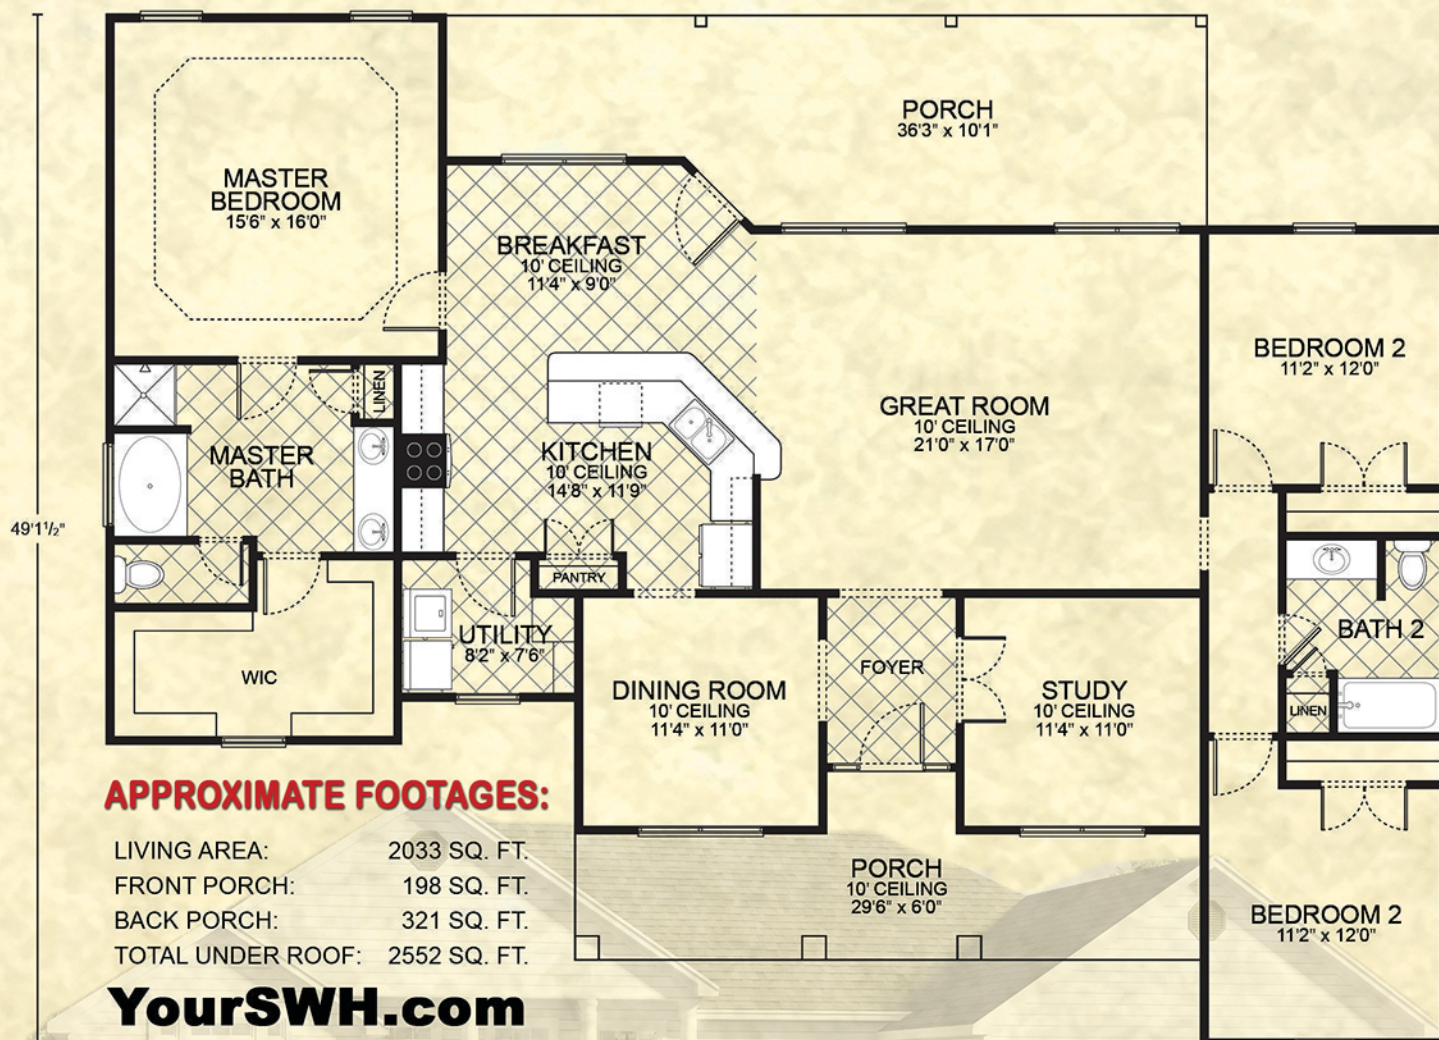 PORCH
36'3" x 10'1"
MASTER
BEDROOM
15'6" x 16'0"
BREAKFAST
10' CEILING
11'4" x 9'0"
BEDROOM 2
11'2" x 12'0"
LINEN
GREAT ROOM
10' CEILING
21'0" x 17'0"
MASTER
BATH
KITCHEN
10' CEILING
14'8" x 11'9"
49'1 1/2"
PANTRY
UTILITY
8'2" x 7'6"
BATH 2
WIC
FOYER
DINING ROOM
10' CEILING
11'4" x 11'0"
STUDY
10' CEILING
11'4" x 11'0"
LINEN
APPROXIMATE FOOTAGES:
LIVING AREA: 2033 SQ. FT.
FRONT PORCH: 198 SQ. FT.
BACK PORCH: 321 SQ. FT.
TOTAL UNDER ROOF: 2552 SQ. FT.
PORCH
10' CEILING
29'6" x 6'0"
BEDROOM 2
11'2" x 12'0"
YourSWH.com